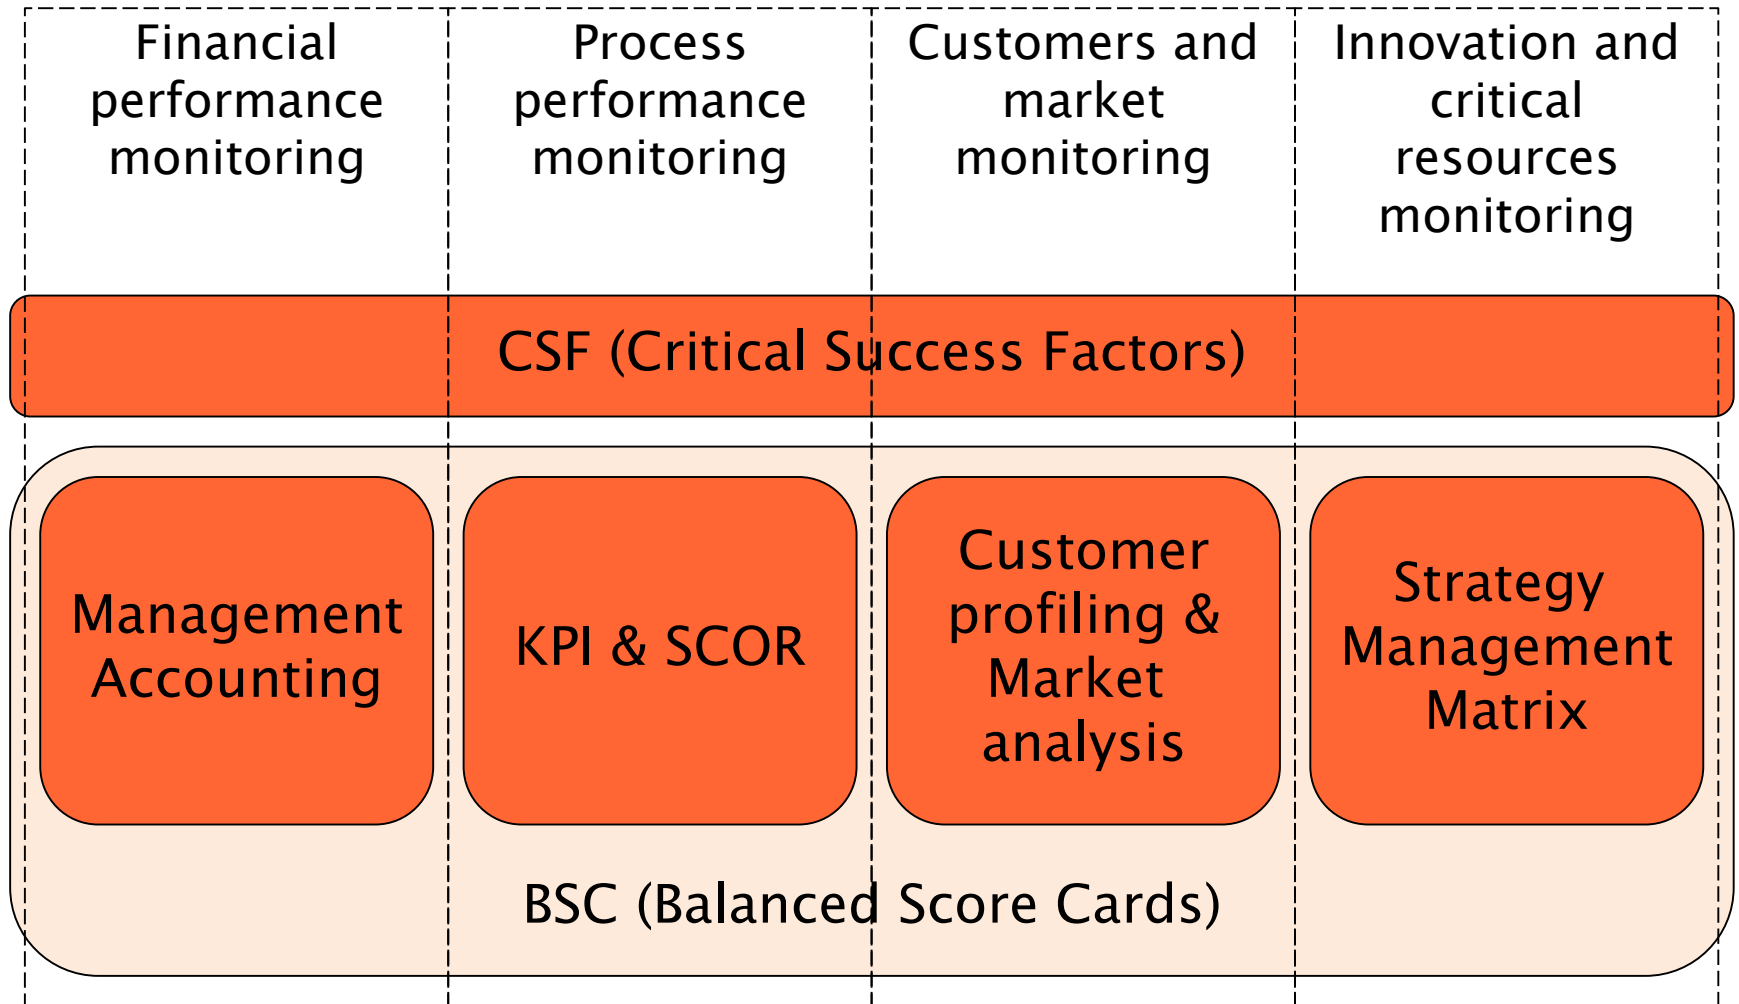 Financial
performance
monitoring
Process
performance
monitoring
Customers and
market
monitoring
Innovation and
critical
resources
monitoring
CSF (Critical Success Factors)
Management
Accounting
KPI & SCOR
Customer
profiling &
Market
analysis
Strategy
Management
Matrix
BSC (Balanced Score Cards)